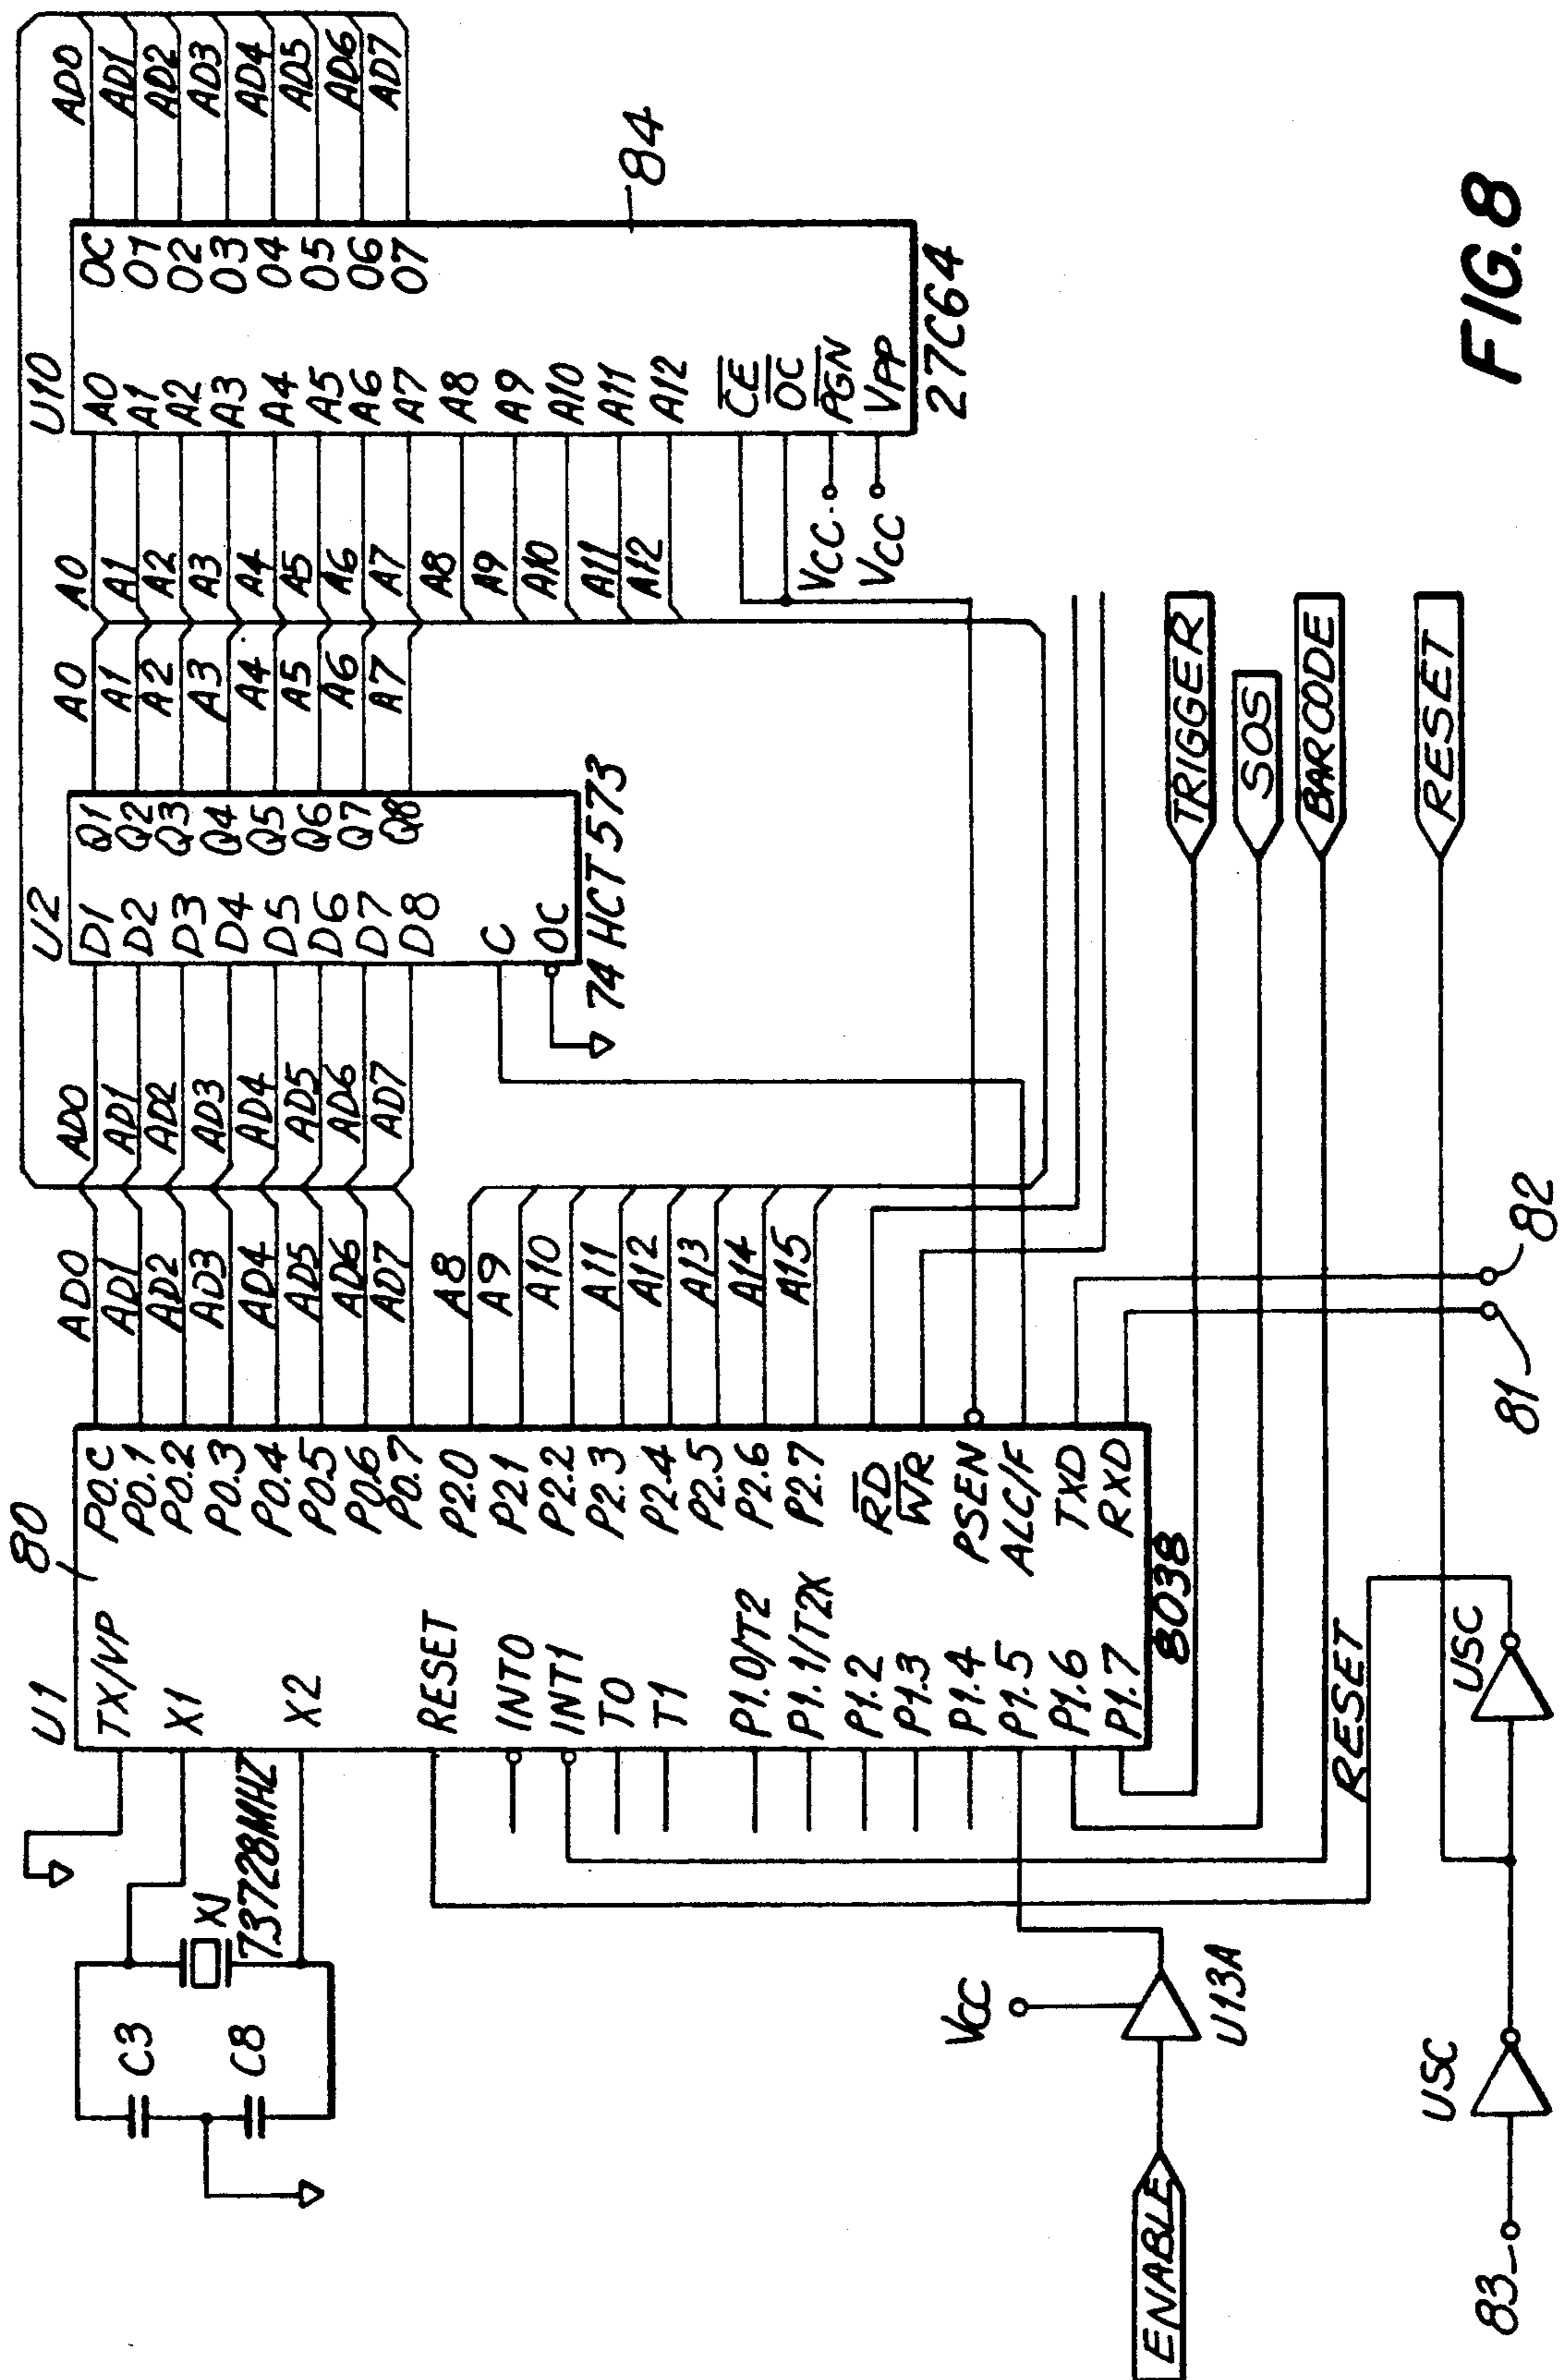 U1
80
TX/VP
X1
X2
RESET
INT0
INT1
T0
T1
P1.0/T2
P1.1/T2X
P1.2
P1.3
P1.4
P1.5
P1.6
P1.7
P0.C
P0.1
P0.2
P0.3
P0.4
P0.5
P0.6
P0.7
P2.0
P2.1
P2.2
P2.3
P2.4
P2.5
P2.6
P2.7
RD
WR
PSEN
ALC/F
TXD
RXD
8038
C3
C8
X1
7.3728MHZ
AD0
AD1
AD2
AD3
AD4
AD5
AD6
AD7
A8
A9
A10
A11
A12
A13
A14
A15
AD0
AD1
AD2
AD3
AD4
AD5
AD6
AD7
U2
D1
D2
D3
D4
D5
D6
D7
D8
C
OC
Q1
Q2
Q3
Q4
Q5
Q6
Q7
Q8
74HCT573
A0
A1
A2
A3
A4
A5
A6
A7
A0
A1
A2
A3
A4
A5
A6
A7
A8
A9
A10
A11
A12
U10
A0
A1
A2
A3
A4
A5
A6
A7
A8
A9
A10
A11
A12
CE
OC
PGN
VPP
OC
O1
O2
O3
O4
O5
O6
O7
27C64
84
AD0
AD1
AD2
AD3
AD4
AD5
AD6
AD7
VCC
VCC
TRIGGER
SOS
BARCODE
RESET
81
82
VCC
U13A
ENABLE
RESET
USC
USC
83
FIG. 8